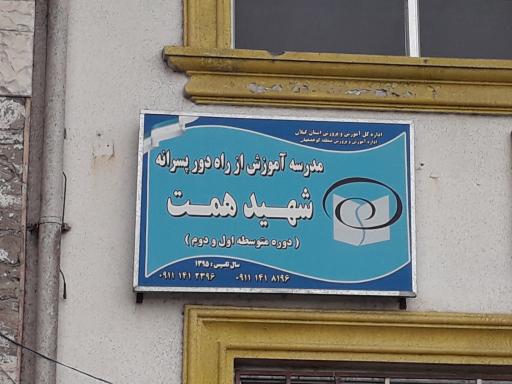 اداره کل آموزش و پرورش استان گیلان
اداره آموزش و پرورش منطقه کوچصفهان
مدرسه آموزش از راه دور پسرانه
شهید همت
( دوره متوسطه اول و دوم )
سال تاسیس : ۱۳۹۵
۰۹۱۱ ۱۴۱ ۲۳۹۶ ۰۹۱۱ ۱۴۱ ۸۱۹۶